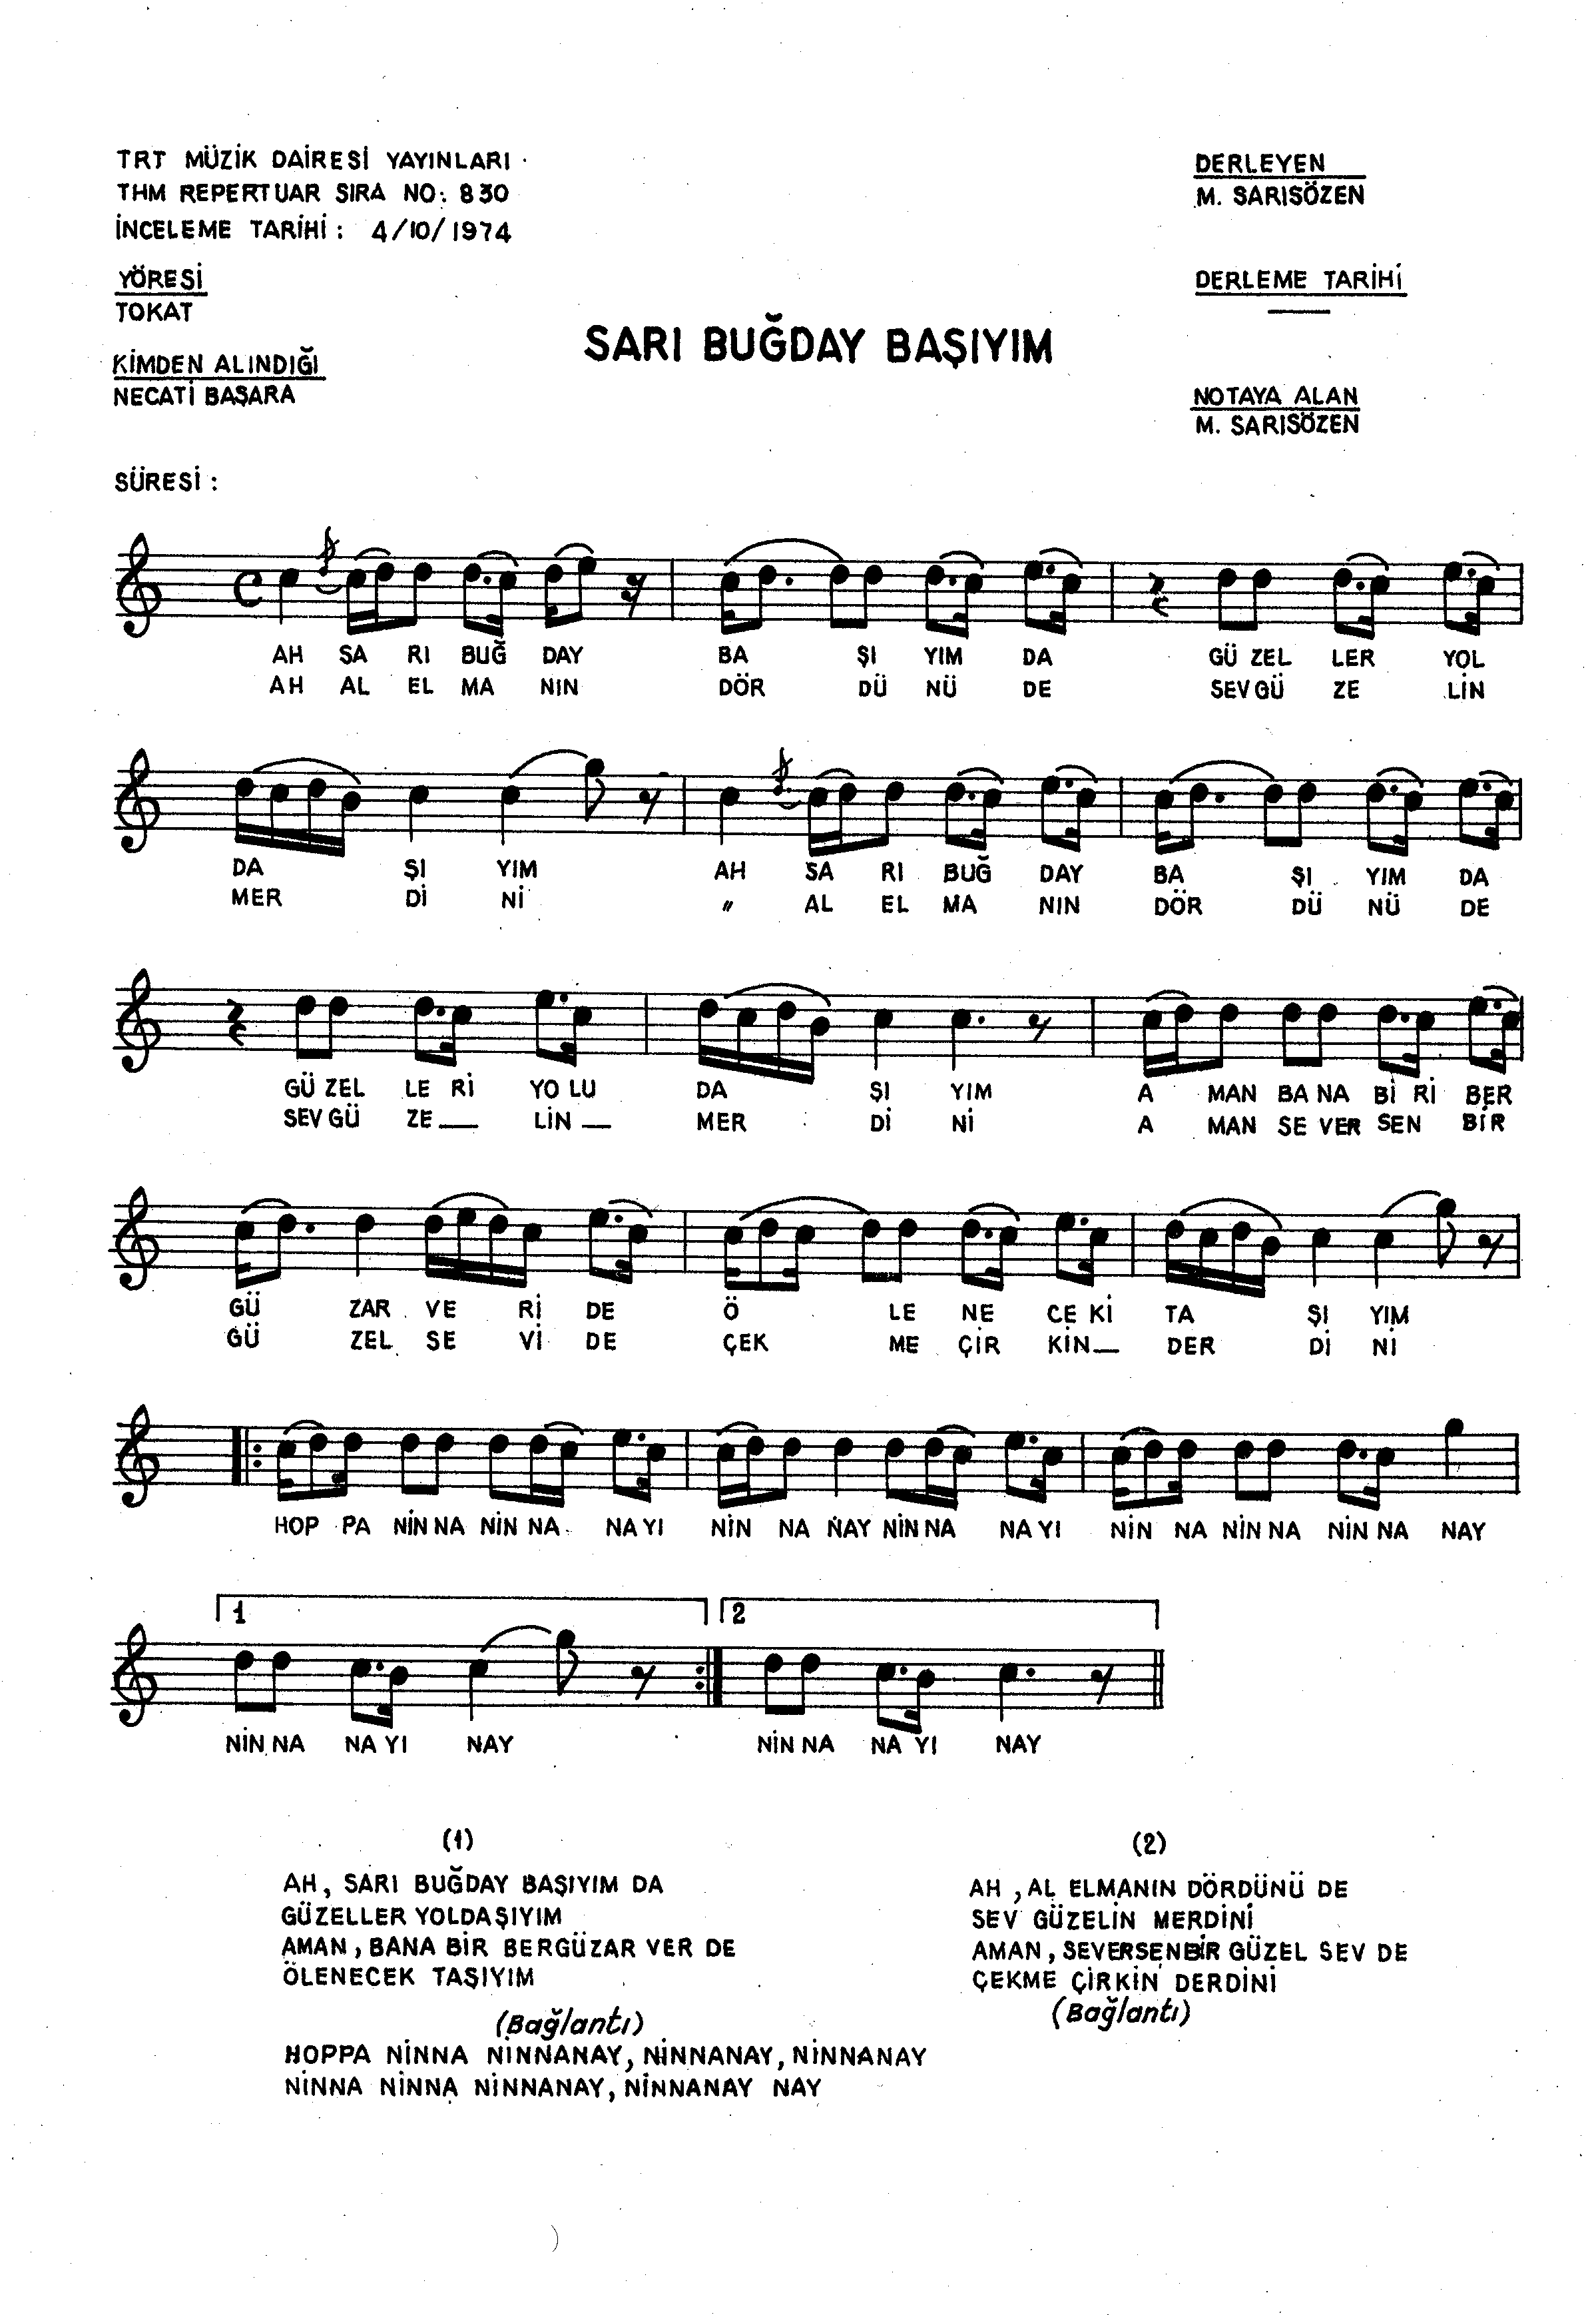 TRT MÜZİK DAİRESİ YAYINLARI
THM REPERTUAR SIRA NO: 830
İNCELEME TARİHİ: 4/10/1974
DERLEYEN
M. SARISÖZEN
YÖRESİ
TOKAT
DERLEME TARİHİ
SARI BUĞDAY BAŞIYIM
KİMDEN ALINDIĞI
NECATİ BAŞARA
NOTAYA ALAN
M. SARISÖZEN
SÜRESİ:
AH SA RI BUĞ DAY BA ŞI YIM DA GÜ ZEL LER YOL
AH AL EL MA NIN DÖR DÜ NÜ DE SEV GÜ ZE LİN
DA ŞI YIM AH SA RI BUĞ DAY BA ŞI YIM DA
MER Dİ Nİ " AL EL MA NIN DÖR DÜ NÜ DE
GÜ ZEL LE Rİ YO LU DA ŞI YIM A MAN BA NA Bİ Rİ BER
SEV GÜ ZE__ LİN__ MER Dİ Nİ A MAN SE VER SEN BİR
GÜ ZAR VE Rİ DE Ö LE NE CE Kİ TA ŞI YIM
GÜ ZEL SE Vİ DE ÇEK ME ÇİR KİN__ DER Dİ Nİ
HOP PA NİN NA NİN NA NA YI NİN NA NAY NİN NA NA YI NİN NA NİN NA NİN NA NAY
1 2
NİN NA NA YI NAY NİN NA NA YI NAY
(1)
AH, SARI BUĞDAY BAŞIYIM DA
GÜZELLER YOLDAŞIYIM
AMAN, BANA BİR BERGÜZAR VER DE
ÖLENECEK TAŞIYIM
(Bağlantı)
HOPPA NİNNA NİNNANAY, NİNNANAY, NİNNANAY
NİNNA NİNNA NİNNANAY, NİNNANAY NAY
(2)
AH, AL ELMANIN DÖRDÜNÜ DE
SEV GÜZELİN MERDİNİ
AMAN, SEVERSEN BİR GÜZEL SEV DE
ÇEKME ÇİRKİN DERDİNİ
(Bağlantı)